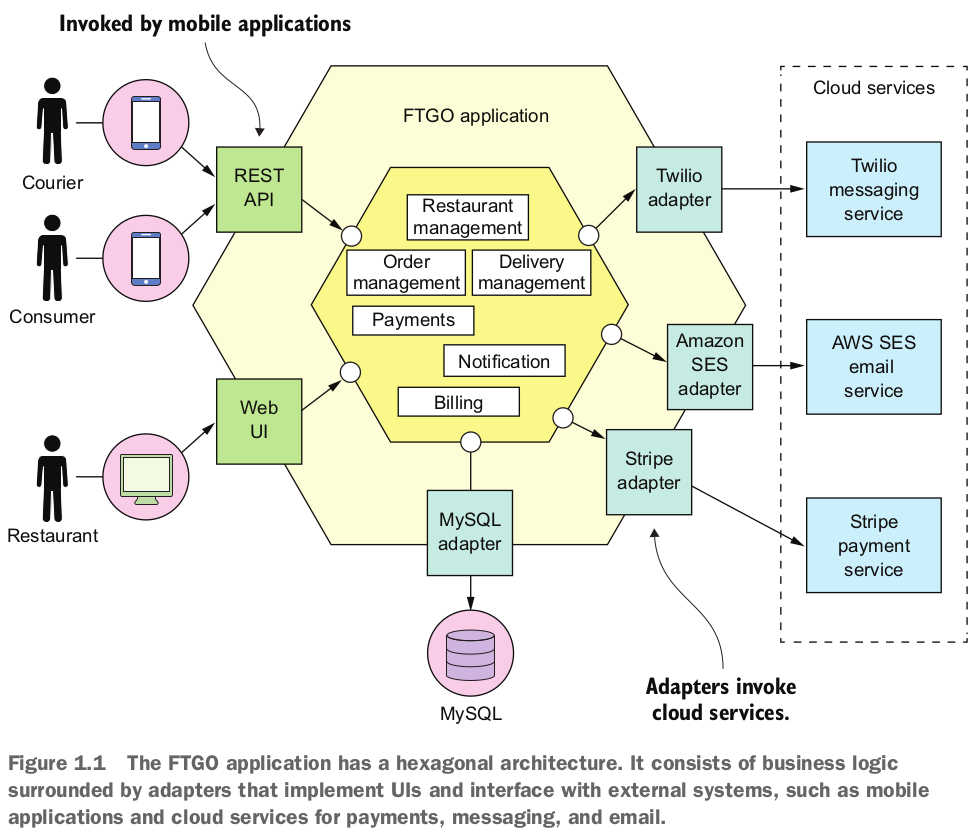 Invoked by mobile applications
Courier
Consumer
Restaurant
REST
API
Web
UI
FTGO application
Restaurant
management
Order
management
Delivery
management
Payments
Notification
Billing
Twilio
adapter
Amazon
SES
adapter
Stripe
adapter
MySQL
adapter
MySQL
Cloud services
Twilio
messaging
service
AWS SES
email
service
Stripe
payment
service
Adapters invoke
cloud services.
Figure 1.1 The FTGO application has a hexagonal architecture. It consists of business logic
surrounded by adapters that implement UIs and interface with external systems, such as mobile
applications and cloud services for payments, messaging, and email.